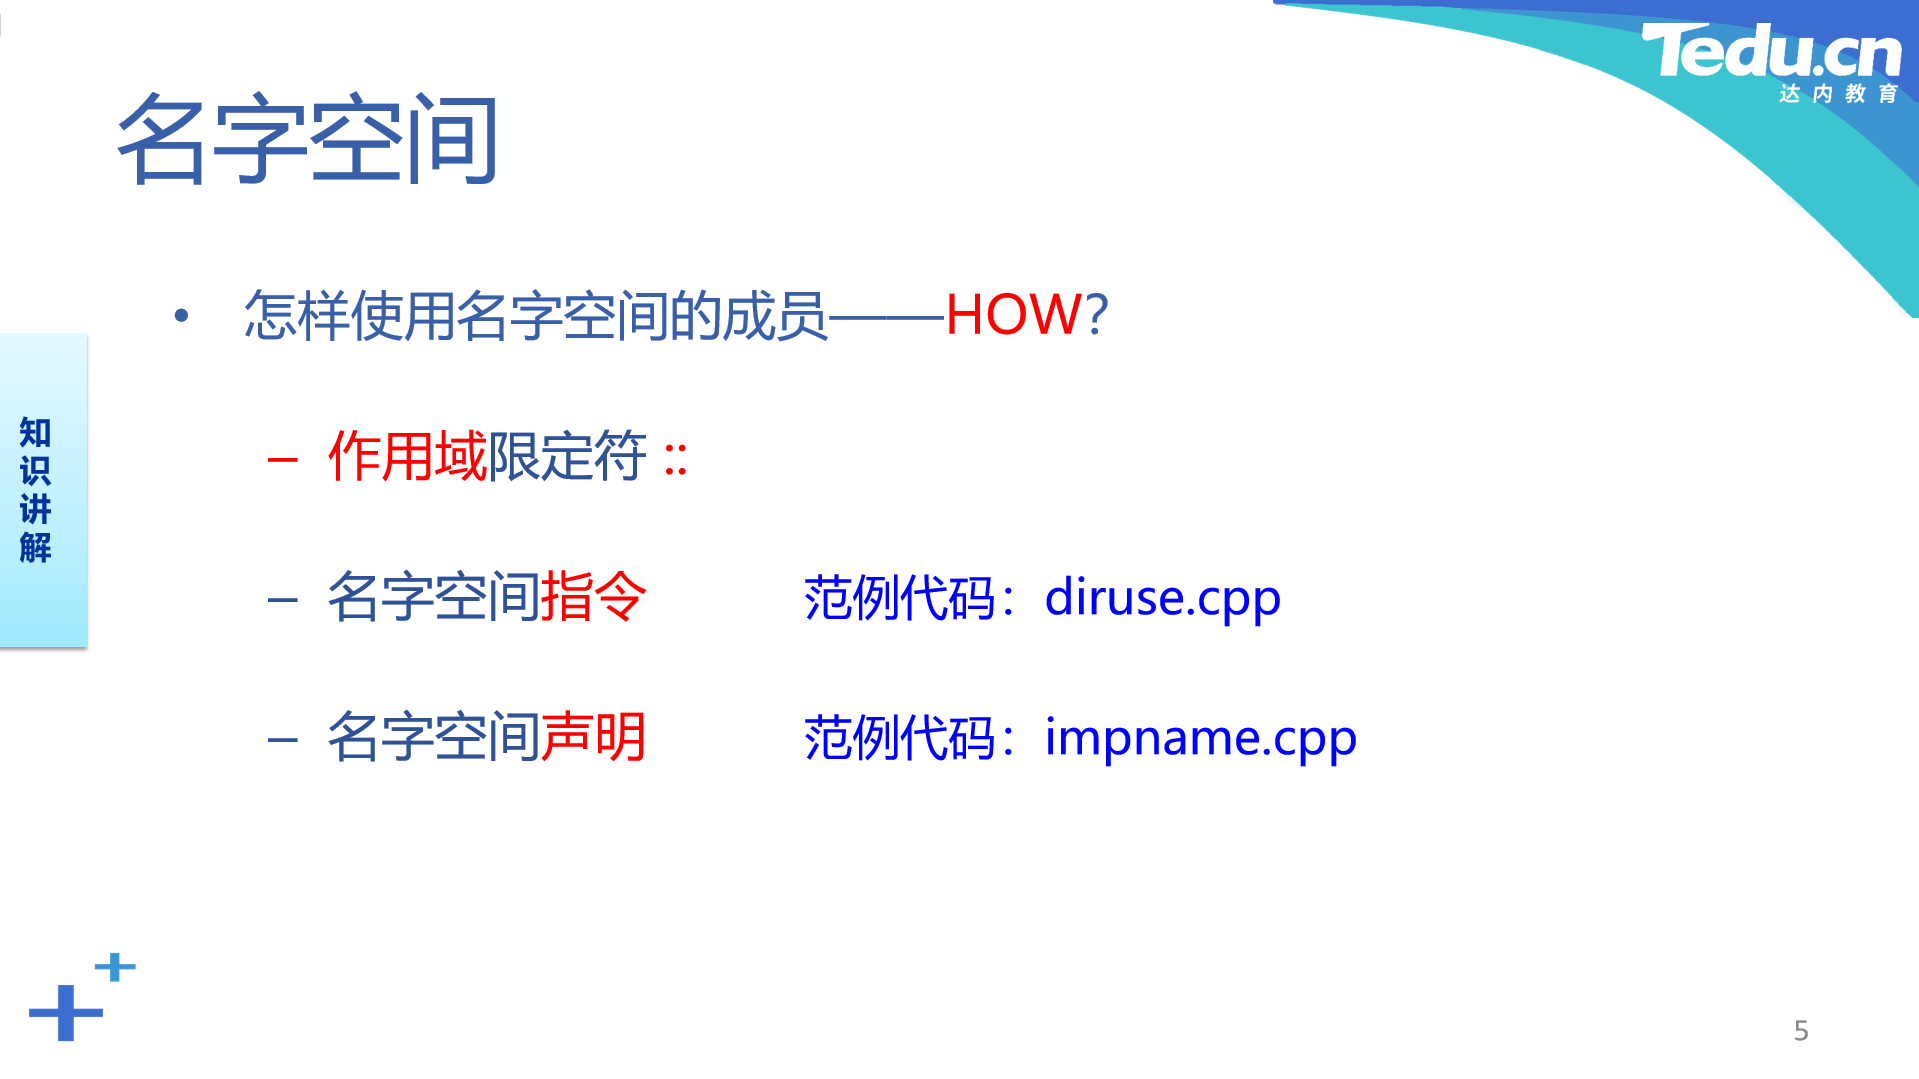 Tedu.cn
达内教育
名字空间
• 怎样使用名字空间的成员——HOW？
– 作用域限定符 ::
– 名字空间指令 范例代码：diruse.cpp
– 名字空间声明 范例代码：impname.cpp
知
识
讲
解
5